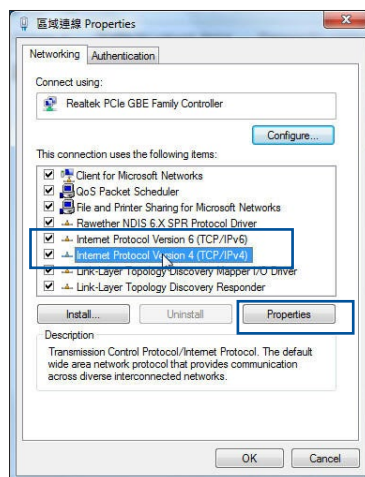 區域連線 Properties
Networking Authentication
Connect using:
Realtek PCIe GBE Family Controller
Configure...
This connection uses the following items:
Client for Microsoft Networks
QoS Packet Scheduler
File and Printer Sharing for Microsoft Networks
Rawether NDIS 6.X SPR Protocol Driver
Internet Protocol Version 6 (TCP/IPv6)
Internet Protocol Version 4 (TCP/IPv4)
Link-Layer Topology Discovery Mapper I/O Driver
Link-Layer Topology Discovery Responder
Install... Uninstall Properties
Description
Transmission Control Protocol/Internet Protocol. The default
wide area network protocol that provides communication
across diverse interconnected networks.
OK Cancel